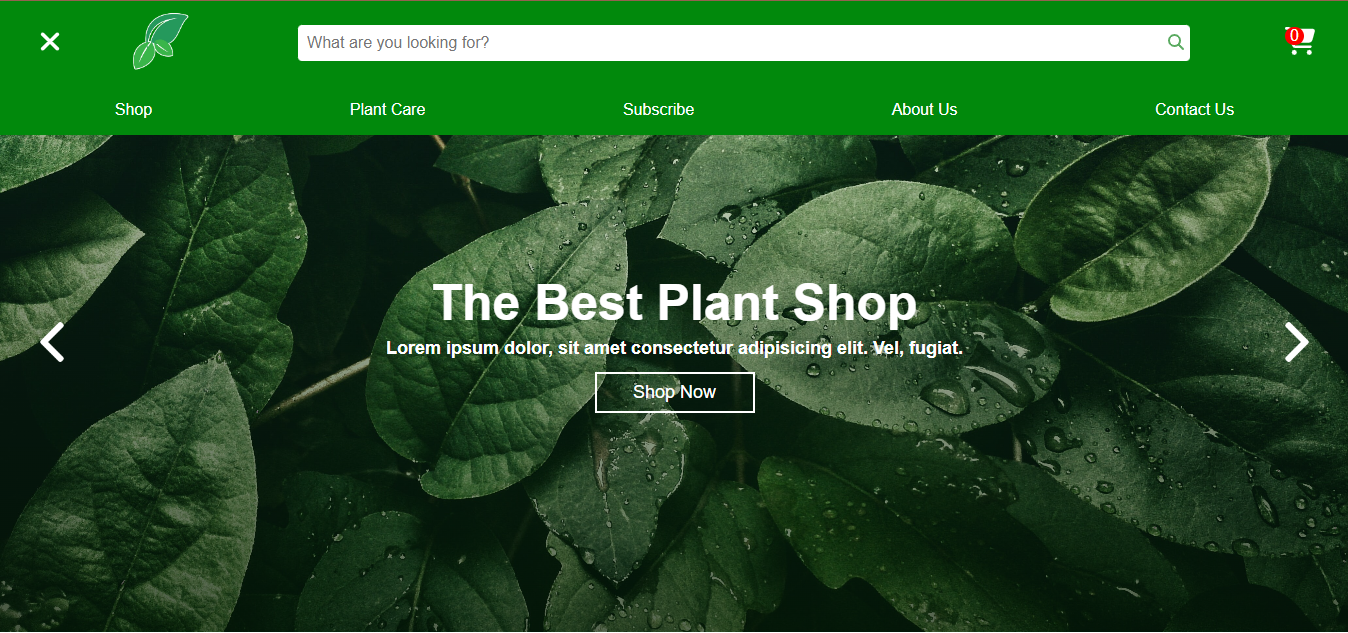 What are you looking for?
0
Shop
Plant Care
Subscribe
About Us
Contact Us
The Best Plant Shop
Lorem ipsum dolor, sit amet consectetur adipisicing elit. Vel, fugiat.
Shop Now